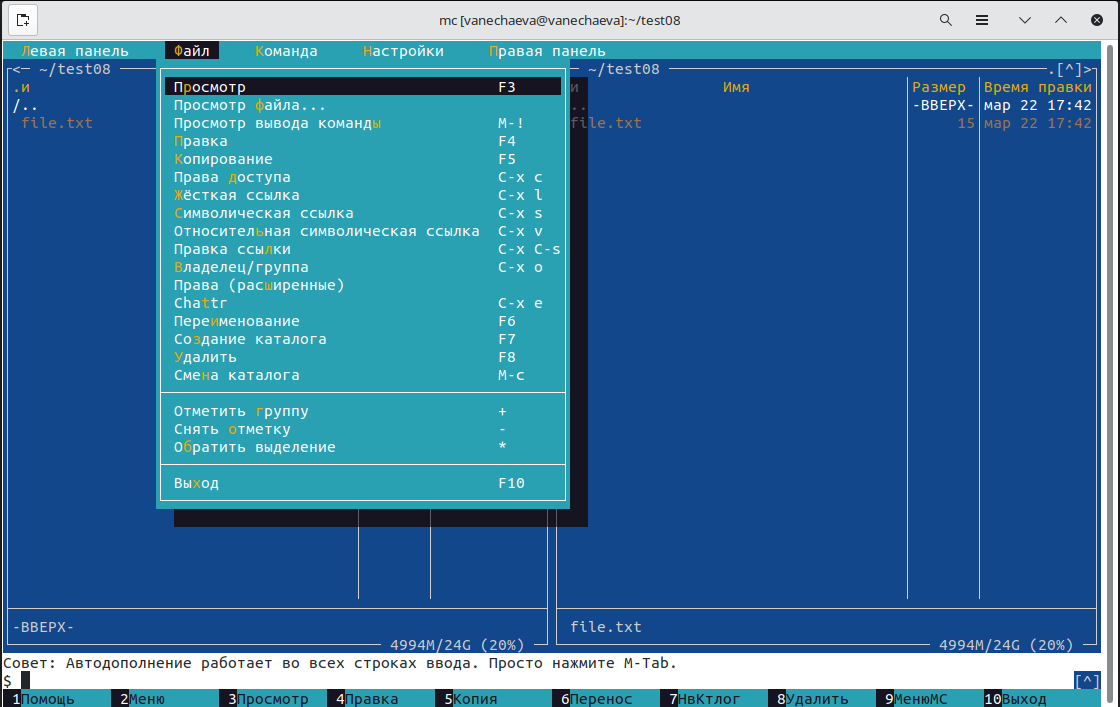 mc [vanechaeva@vanechaeva]:~/test08
Левая панель Файл Команда Настройки Правая панель
<─ ~/test08 ─ ~/test08 .[^]>
.и и Имя Размер Время правки
/.. .. -ВВЕРХ- мар 22 17:42
file.txt file.txt 15 мар 22 17:42
Просмотр F3
Просмотр файла...
Просмотр вывода команды M-!
Правка F4
Копирование F5
Права доступа C-x c
Жёсткая ссылка C-x l
Символическая ссылка C-x s
Относительная символическая ссылка C-x v
Правка ссылки C-x C-s
Владелец/группа C-x o
Права (расширенные)
Chattr C-x e
Переименование F6
Создание каталога F7
Удалить F8
Смена каталога M-c
Отметить группу +
Снять отметку -
Обратить выделение *
Выход F10
-ВВЕРХ- file.txt
4994M/24G (20%) 4994M/24G (20%)
Совет: Автодополнение работает во всех строках ввода. Просто нажмите M-Tab.
$ [^]
1Помощь 2Меню 3Просмотр 4Правка 5Копия 6Перенос 7НвКтлог 8Удалить 9МенюMC 10Выход